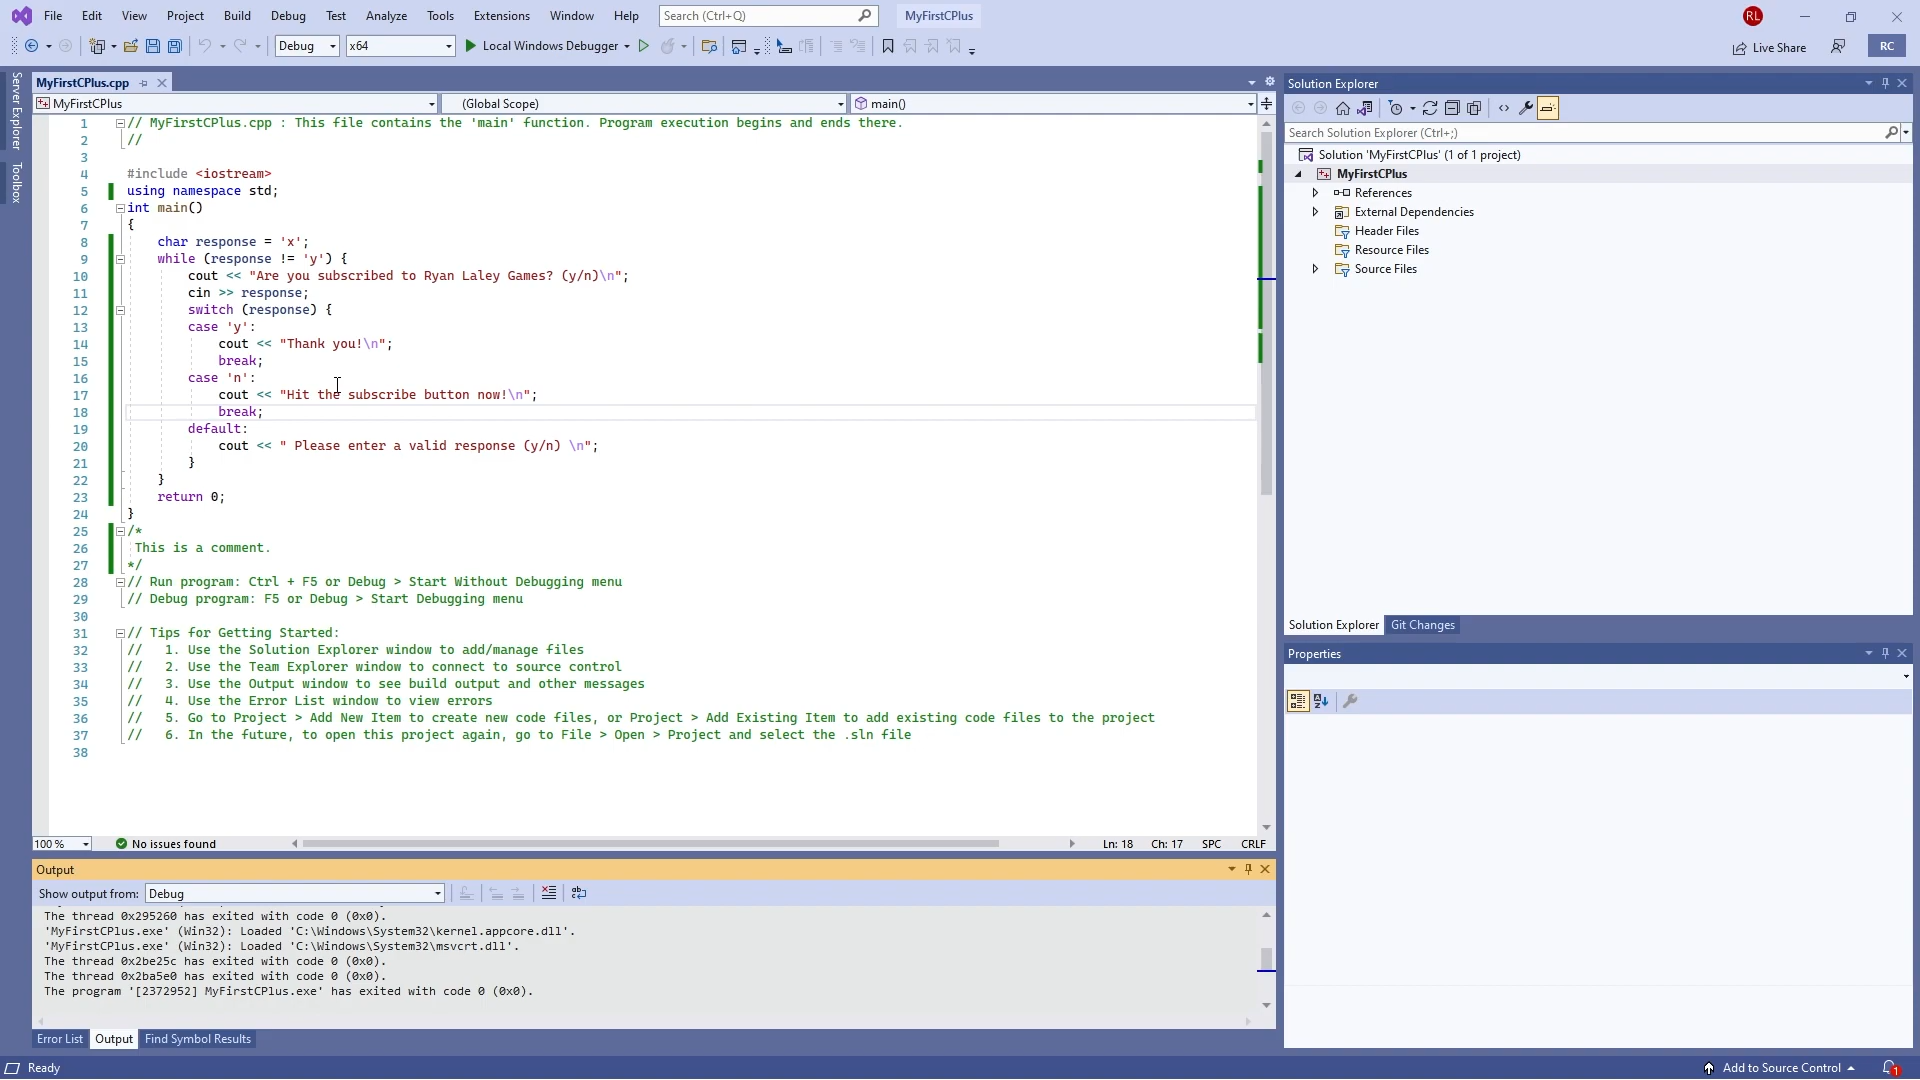 File Edit View Project Build Debug Test Analyze Tools Extensions Window Help Search (Ctrl+Q) MyFirstCPlus RL
Debug x64 Local Windows Debugger Live Share RC
Server Explorer
Toolbox
MyFirstCPlus.cpp
MyFirstCPlus (Global Scope) main()
1 // MyFirstCPlus.cpp : This file contains the 'main' function. Program execution begins and ends there.
2 //
3
4 #include <iostream>
5 using namespace std;
6 int main()
7 {
8 char response = 'x';
9 while (response != 'y') {
10 cout << "Are you subscribed to Ryan Laley Games? (y/n)\n";
11 cin >> response;
12 switch (response) {
13 case 'y':
14 cout << "Thank you!\n";
15 break;
16 case 'n':
17 cout << "Hit the subscribe button now!\n";
18 break;
19 default:
20 cout << " Please enter a valid response (y/n) \n";
21 }
22 }
23 return 0;
24 }
25 /*
26 This is a comment.
27 */
28 // Run program: Ctrl + F5 or Debug > Start Without Debugging menu
29 // Debug program: F5 or Debug > Start Debugging menu
30
31 // Tips for Getting Started:
32 // 1. Use the Solution Explorer window to add/manage files
33 // 2. Use the Team Explorer window to connect to source control
34 // 3. Use the Output window to see build output and other messages
35 // 4. Use the Error List window to view errors
36 // 5. Go to Project > Add New Item to create new code files, or Project > Add Existing Item to add existing code files to the project
37 // 6. In the future, to open this project again, go to File > Open > Project and select the .sln file
38
100 % No issues found Ln: 18 Ch: 17 SPC CRLF
Output
Show output from: Debug
The thread 0x295260 has exited with code 0 (0x0).
'MyFirstCPlus.exe' (Win32): Loaded 'C:\Windows\System32\kernel.appcore.dll'.
'MyFirstCPlus.exe' (Win32): Loaded 'C:\Windows\System32\msvcrt.dll'.
The thread 0x2be25c has exited with code 0 (0x0).
The thread 0x2ba5e0 has exited with code 0 (0x0).
The program '[2372952] MyFirstCPlus.exe' has exited with code 0 (0x0).
Error List Output Find Symbol Results
Solution Explorer
Search Solution Explorer (Ctrl+;)
Solution 'MyFirstCPlus' (1 of 1 project)
MyFirstCPlus
References
External Dependencies
Header Files
Resource Files
Source Files
Solution Explorer Git Changes
Properties
Ready Add to Source Control 1